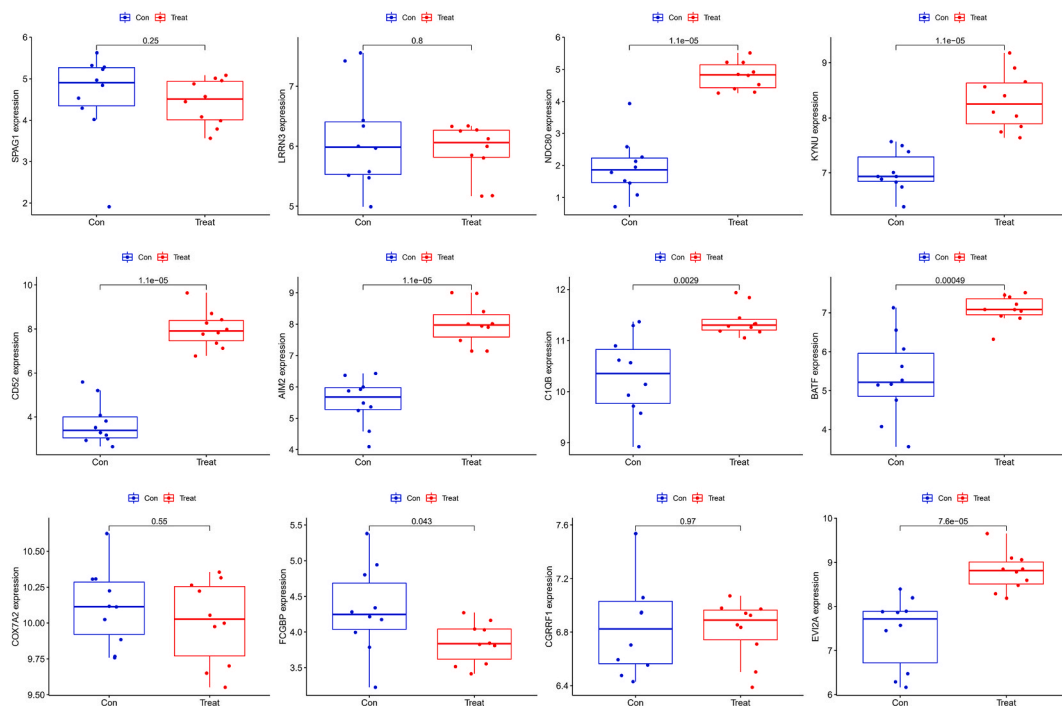 Con Treat
0.25
SPAG1 expression
6
5
4
3
2
Con Treat
Con Treat
0.8
LRRN3 expression
7
6
5
Con Treat
Con Treat
1.1e-05
NDC80 expression
6
5
4
3
2
1
Con Treat
Con Treat
1.1e-05
KYNU expression
9
8
7
Con Treat
Con Treat
1.1e-05
CD52 expression
10
8
6
4
Con Treat
Con Treat
1.1e-05
AIM2 expression
9
8
7
6
5
4
Con Treat
Con Treat
0.0029
C1QB expression
12
11
10
9
Con Treat
Con Treat
0.00049
BATF expression
7
6
5
4
Con Treat
Con Treat
0.55
COX7A2 expression
10.50
10.25
10.00
9.75
9.50
Con Treat
Con Treat
0.043
FCGBP expression
5.5
5.0
4.5
4.0
3.5
Con Treat
Con Treat
0.97
CGRRF1 expression
7.6
7.2
6.8
6.4
Con Treat
Con Treat
7.6e-05
EVI2A expression
10
9
8
7
6
Con Treat